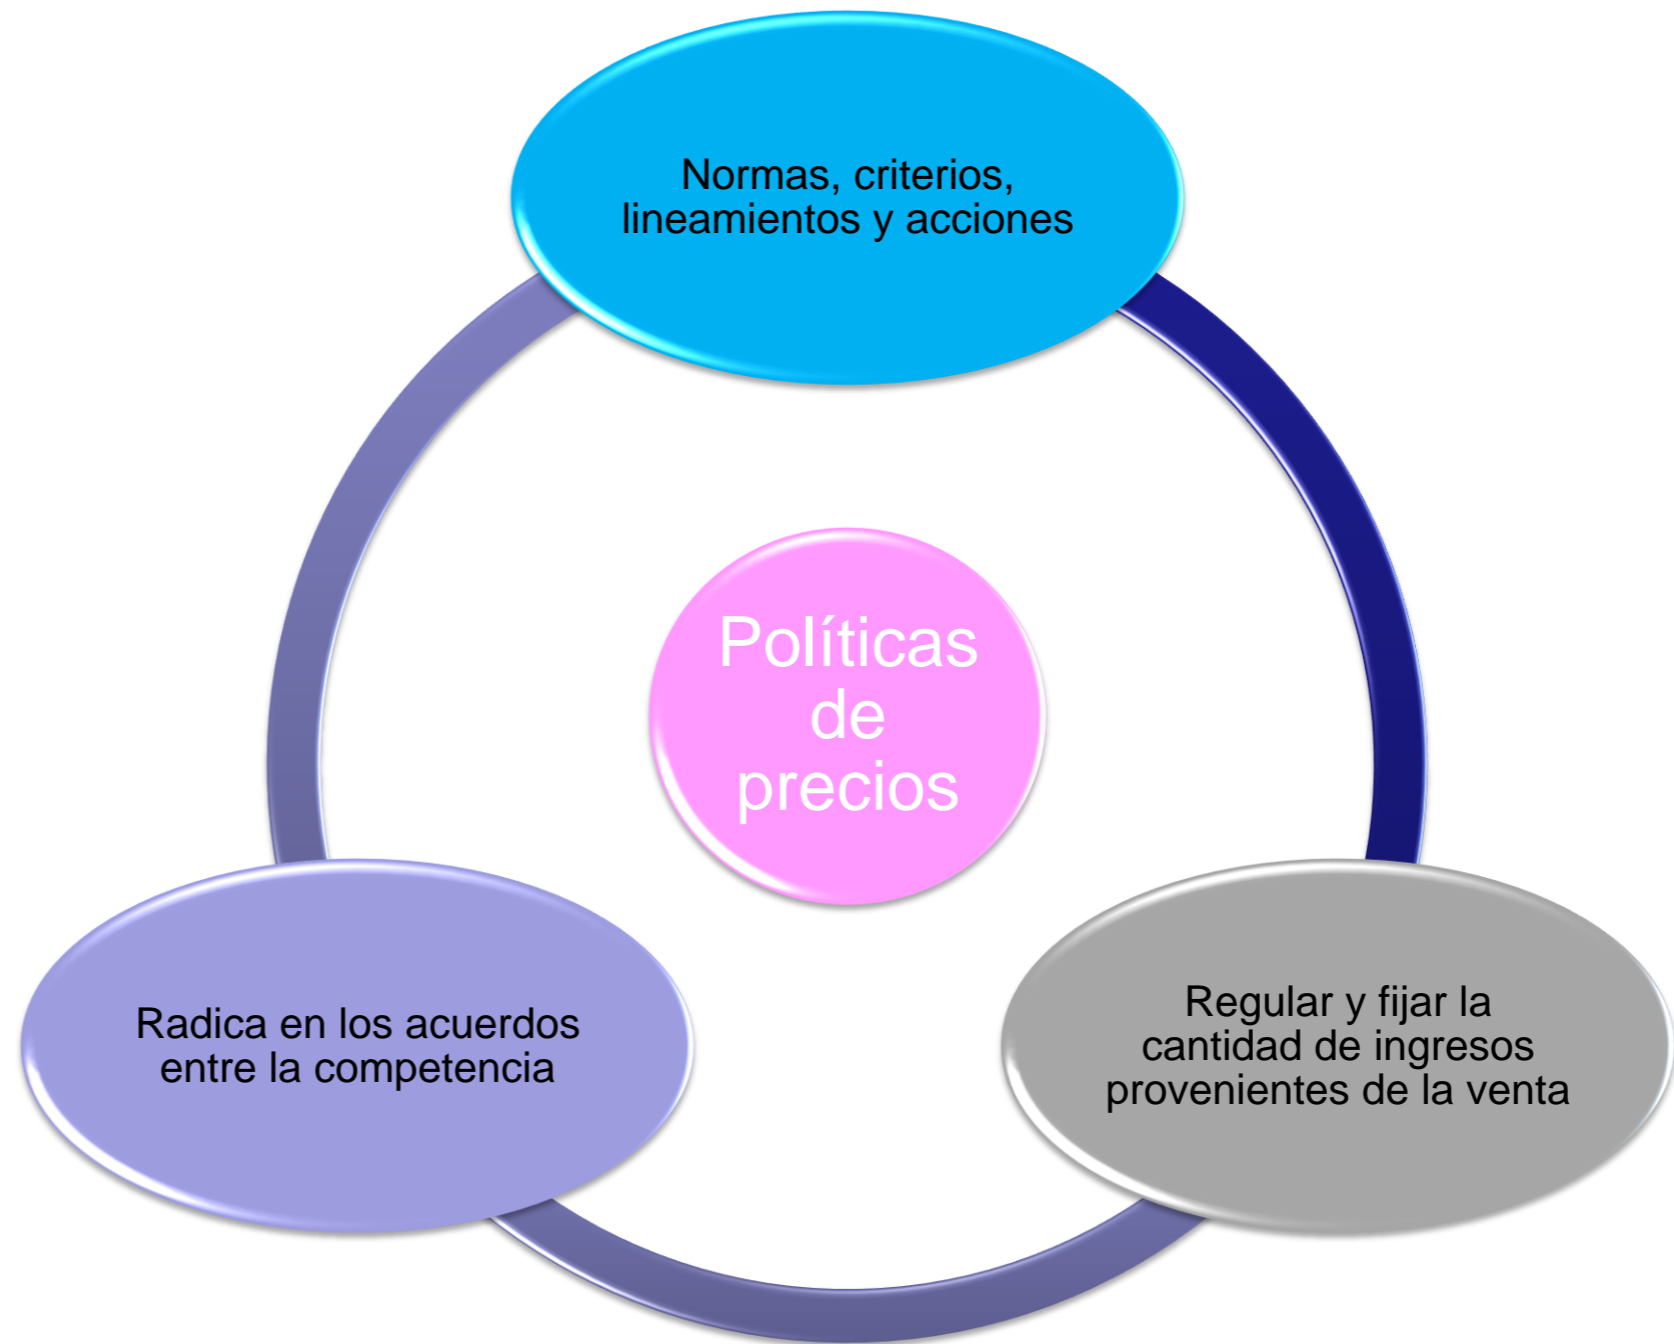 Normas, criterios,
lineamientos y acciones
Políticas
de
precios
Radica en los acuerdos
entre la competencia
Regular y fijar la
cantidad de ingresos
provenientes de la venta